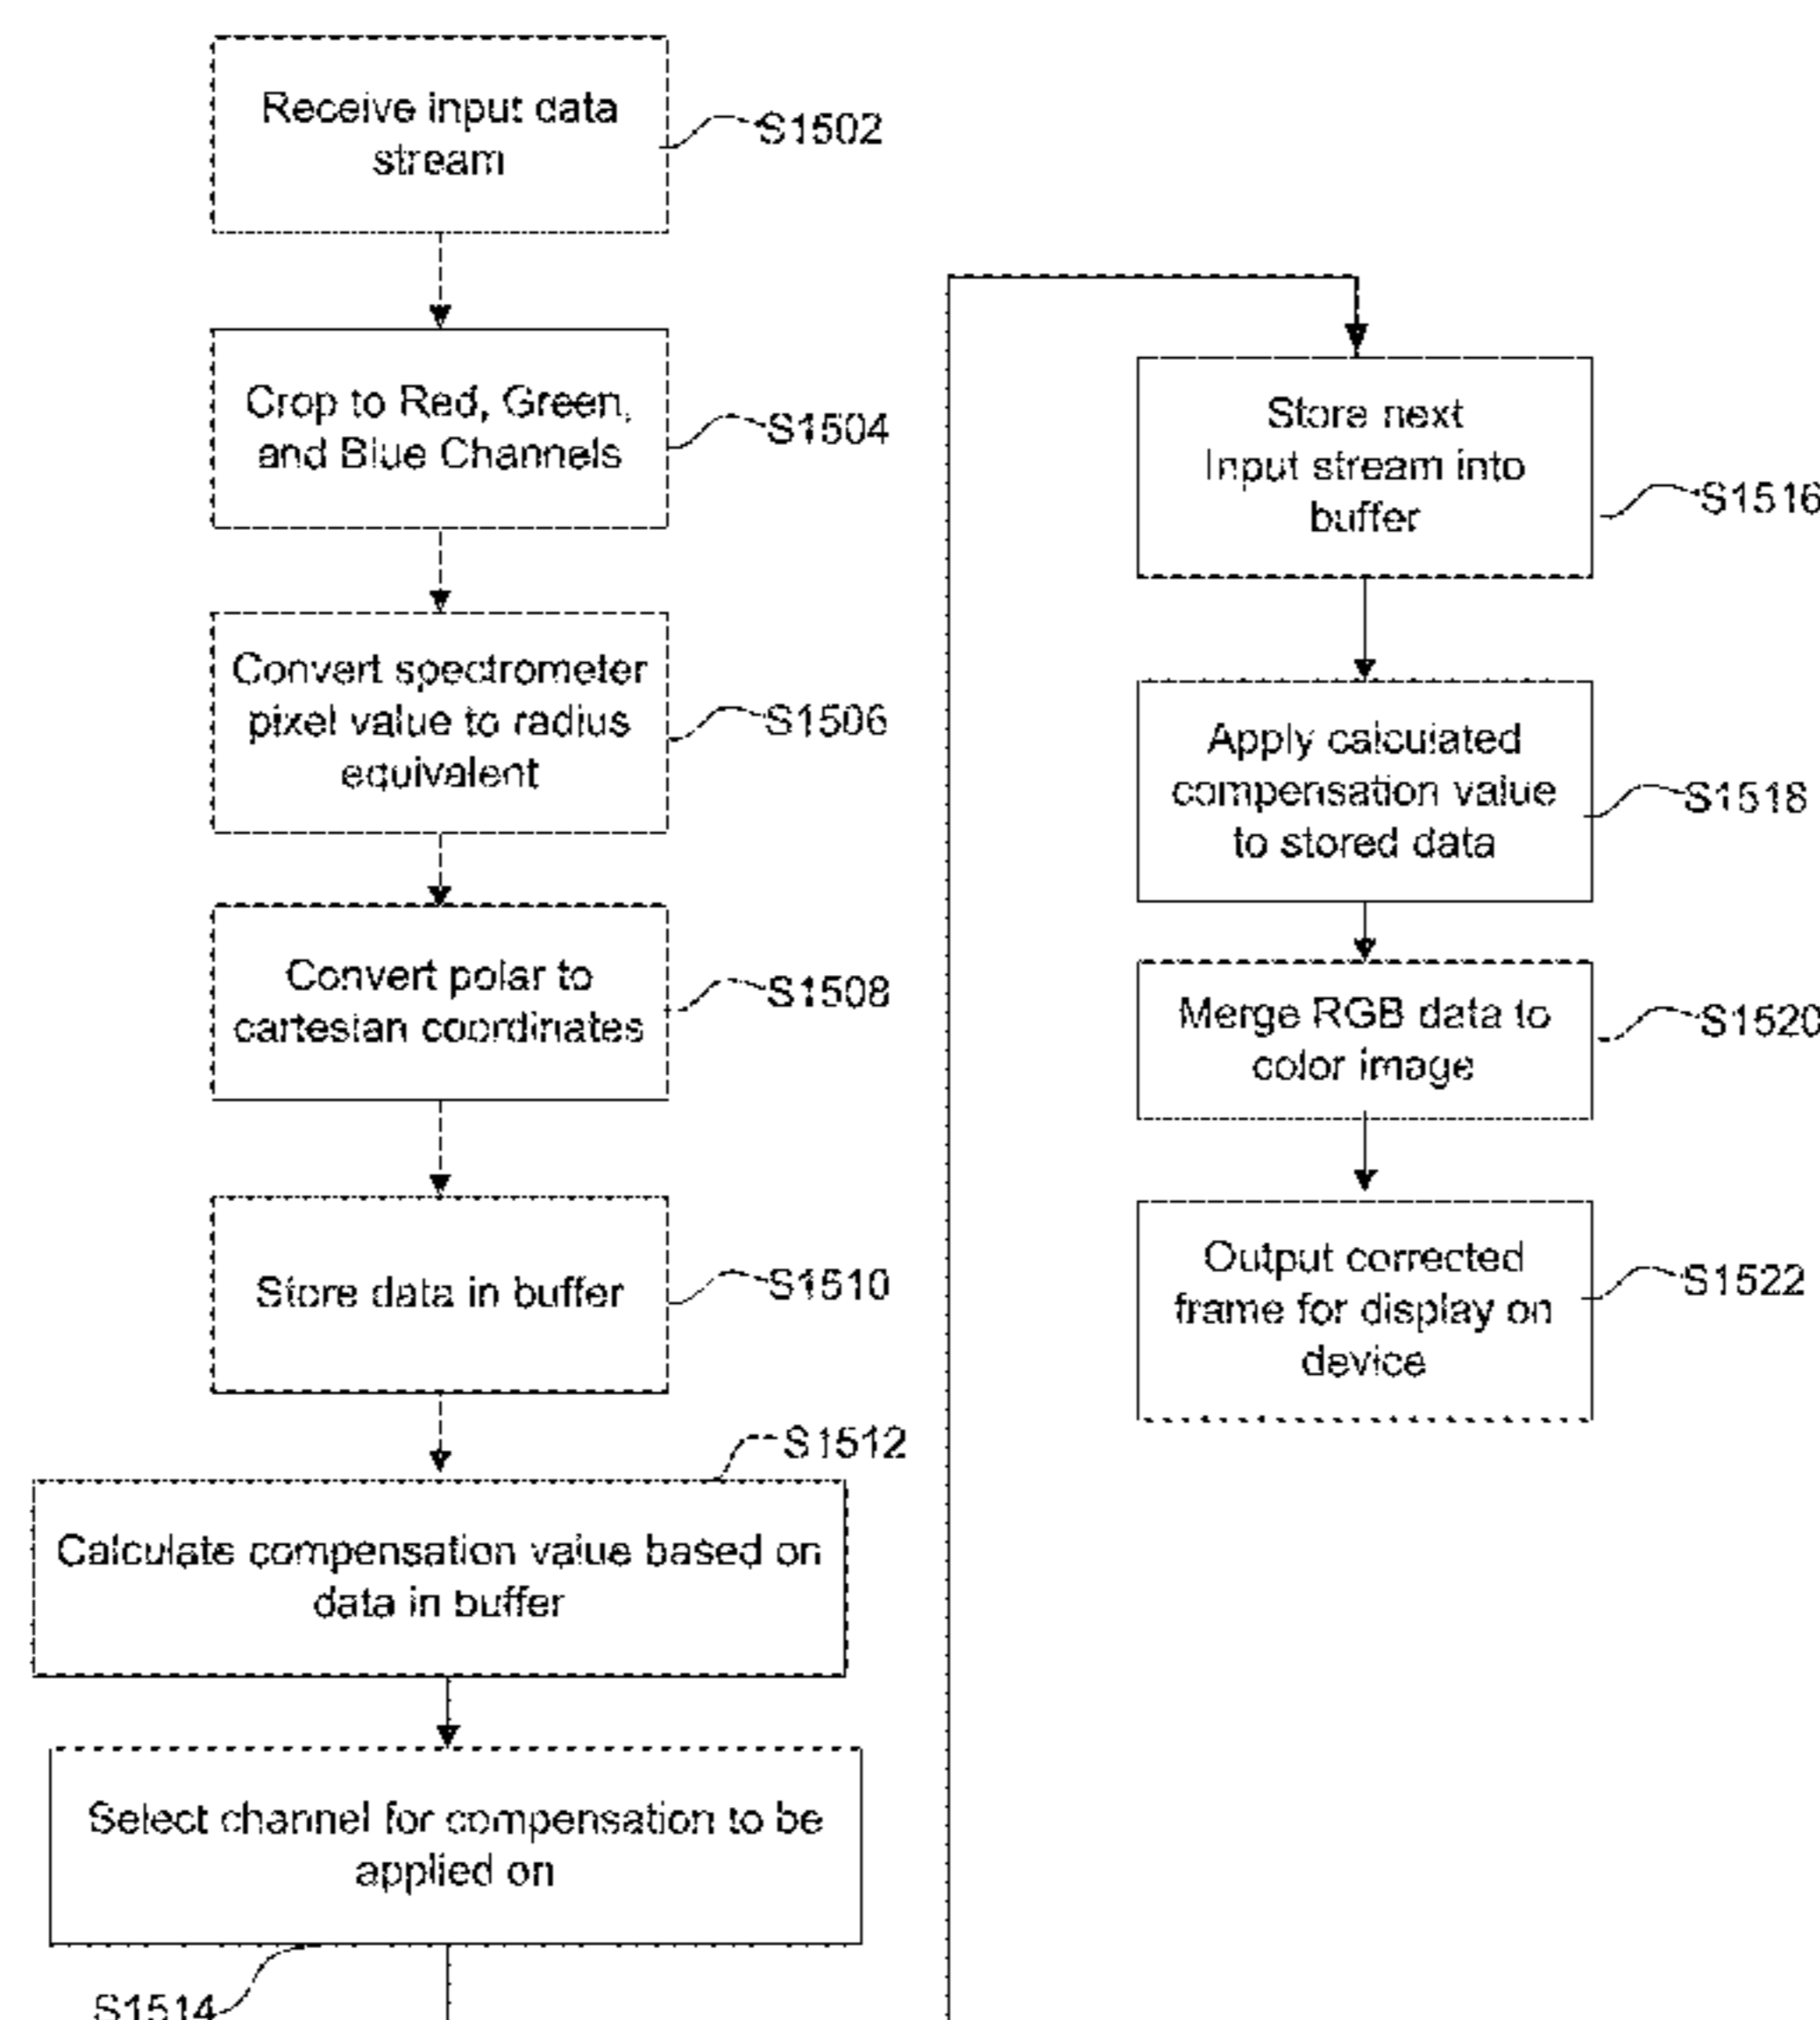 Receive input data
stream
S1502
Crop to Red, Green,
and Blue Channels
S1504
Convert spectrometer
pixel value to radius
equivalent
S1506
Convert polar to
cartesian coordinates
S1508
Store data in buffer
S1510
S1512
Calculate compensation value based on
data in buffer
Select channel for compensation to be
applied on
S1514
Store next
Input stream into
buffer
S1516
Apply calculated
compensation value
to stored data
S1518
Merge RGB data to
color image
S1520
Output corrected
frame for display on
device
S1522